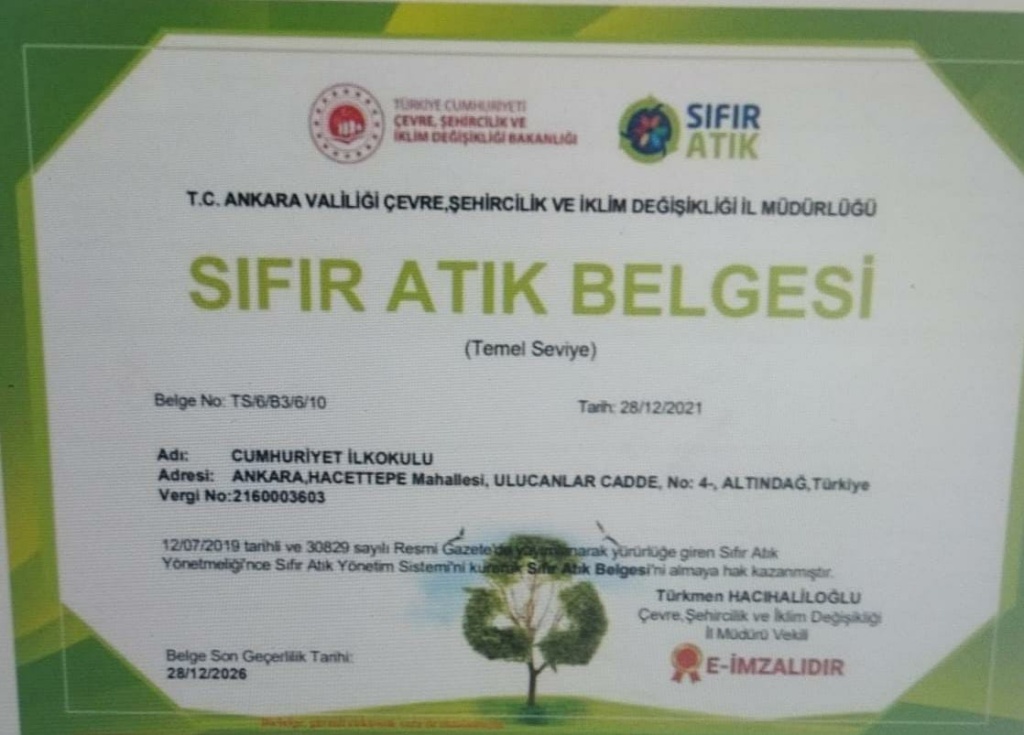 TÜRKİYE CUMHURİYETİ
ÇEVRE, ŞEHİRCİLİK VE
İKLİM DEĞİŞİKLİĞİ BAKANLIĞI
SIFIR
ATIK
T.C. ANKARA VALİLİĞİ ÇEVRE,ŞEHİRCİLİK VE İKLİM DEĞİŞİKLİĞİ İL MÜDÜRLÜĞÜ
SIFIR ATIK BELGESİ
(Temel Seviye)
Belge No: TS/6/B3/6/10 Tarih: 28/12/2021
Adı: CUMHURİYET İLKOKULU
Adresi: ANKARA,HACETTEPE Mahallesi, ULUCANLAR CADDE, No: 4-, ALTINDAĞ,Türkiye
Vergi No:2160003603
12/07/2019 tarihli ve 30829 sayılı Resmi Gazete'de yayımlanarak yürürlüğe giren Sıfır Atık
Yönetmeliği'nce Sıfır Atık Yönetim Sistemi'ni kurarak Sıfır Atık Belgesi'ni almaya hak kazanmıştır.
Türkmen HACIHALİLOĞLU
Çevre,Şehircilik ve İklim Değişikliği
İl Müdürü Vekili
E-İMZALIDIR
Belge Son Geçerlilik Tarihi:
28/12/2026